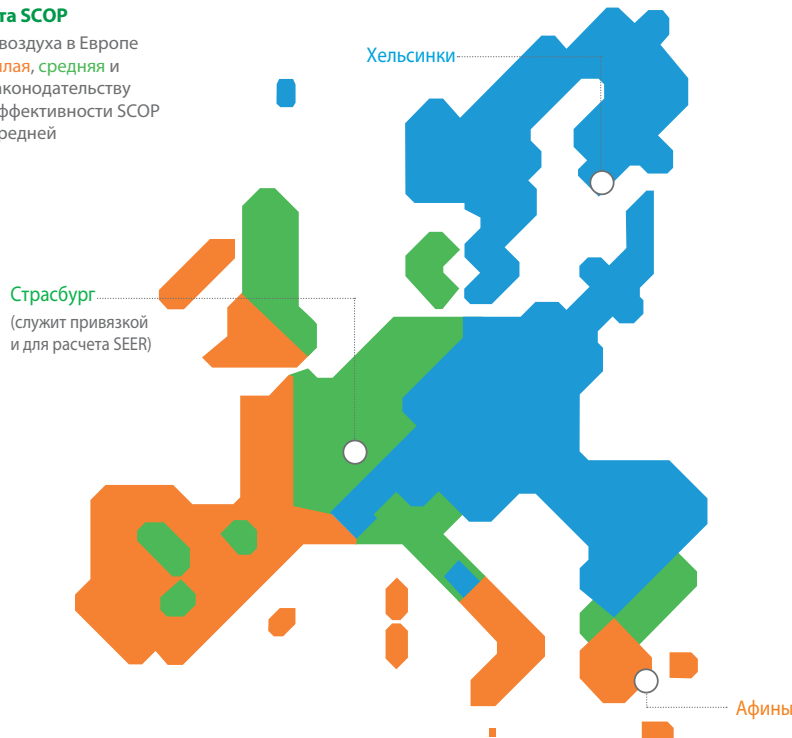 та SCOP
воздуха в Европе
лая, средняя и
аконодательству
ффективности SCOP
редней
Хельсинки
Страсбург
(служит привязкой
и для расчета SEER)
Афины